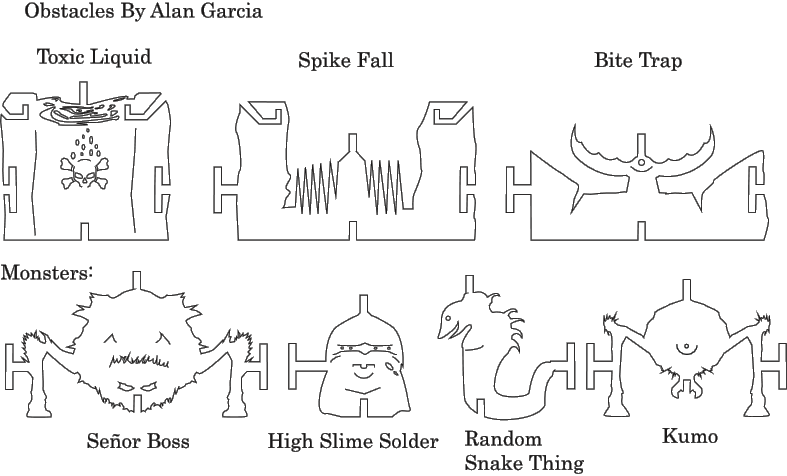 Obstacles By Alan Garcia
Toxic Liquid
Spike Fall
Bite Trap
Monsters:
Señor Boss
High Slime Solder
Random
Snake Thing
Kumo